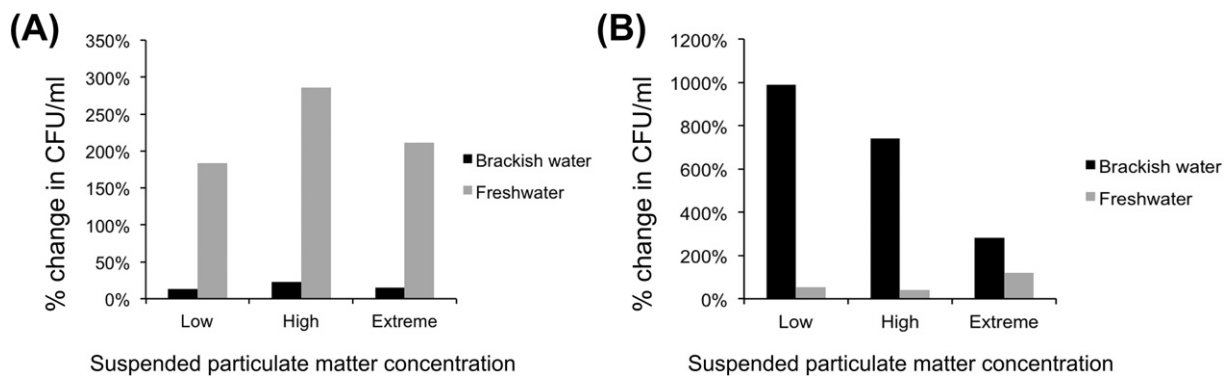 (A)
% change in CFU/ml
350%
300%
250%
200%
150%
100%
50%
0%
Low High Extreme
Suspended particulate matter concentration
Brackish water
Freshwater
(B)
% change in CFU/ml
1200%
1000%
800%
600%
400%
200%
0%
Low High Extreme
Suspended particulate matter concentration
Brackish water
Freshwater